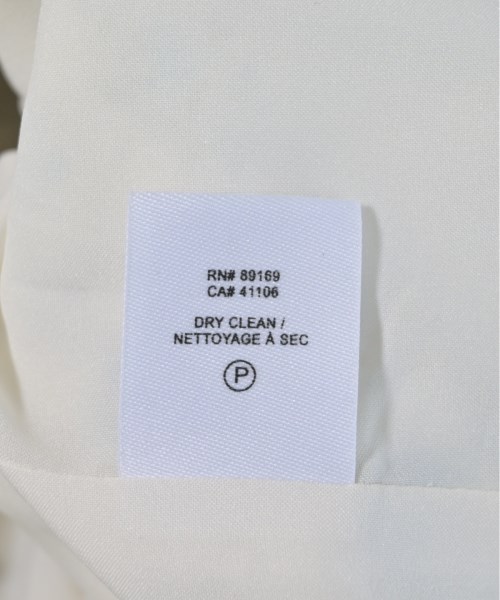 RN# 89169
CA# 41106
DRY CLEAN /
NETTOYAGE À SEC
P